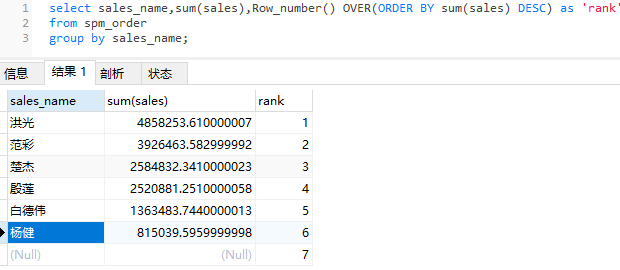 1 select sales_name,sum(sales),Row_number() OVER(ORDER BY sum(sales) DESC) as 'rank'
2 from spm_order
3 group by sales_name;
信息 结果 1 剖析 状态
sales_name sum(sales) rank
洪光 4858253.610000007 1
范彩 3926463.582999992 2
楚杰 2584832.3410000023 3
殷莲 2520881.2510000058 4
白德伟 1363483.7440000013 5
杨健 815039.5959999998 6
(Null) (Null) 7